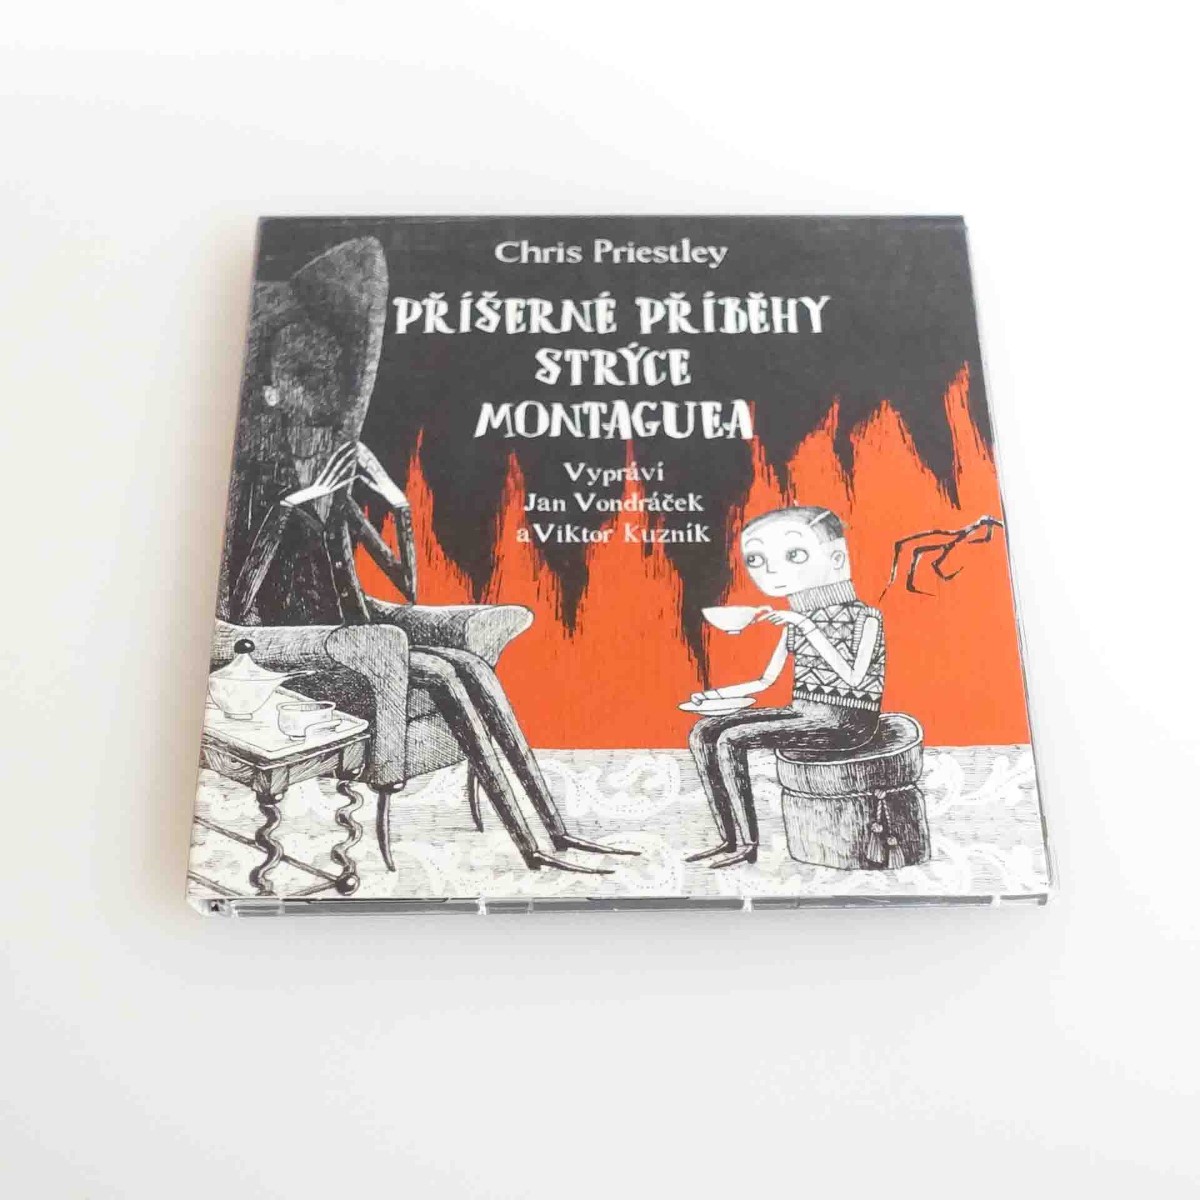 Chris Priestley
PŘÍŠERNÉ PŘÍBĚHY
STRÝCE
MONTAGUEA
Vypráví
Jan Vondráček
a Viktor Kuzník